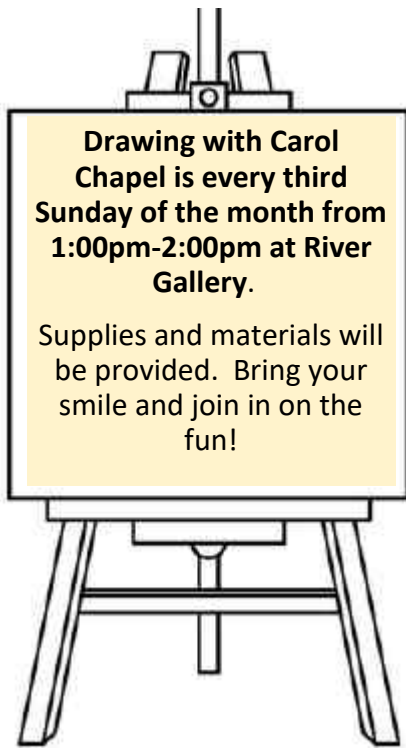 Drawing with Carol
Chapel is every third
Sunday of the month from
1:00pm-2:00pm at River
Gallery.
Supplies and materials will
be provided.  Bring your
smile and join in on the
fun!